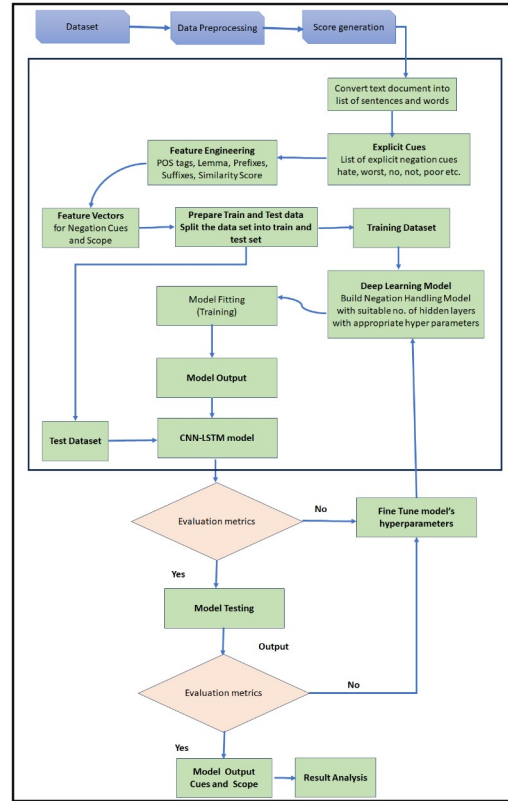 Dataset
Data Preprocessing
Score generation
Convert text document into
list of sentences and words
Explicit Cues
List of explicit negation cues
hate, worst, no, not, poor etc.
Feature Engineering
POS tags, Lemma, Prefixes,
Suffixes, Similarity Score
Feature Vectors
for Negation Cues
and Scope
Prepare Train and Test data
Split the data set into train and
test set
Training Dataset
Deep Learning Model
Build Negation Handling Model
with suitable no. of hidden layers
with appropriate hyper parameters
Model Fitting
(Training)
Model Output
Test Dataset
CNN-LSTM model
Evaluation metrics
No
Fine Tune model's
hyperparameters
Yes
Model Testing
Output
Evaluation metrics
No
Yes
Model Output
Cues and Scope
Result Analysis